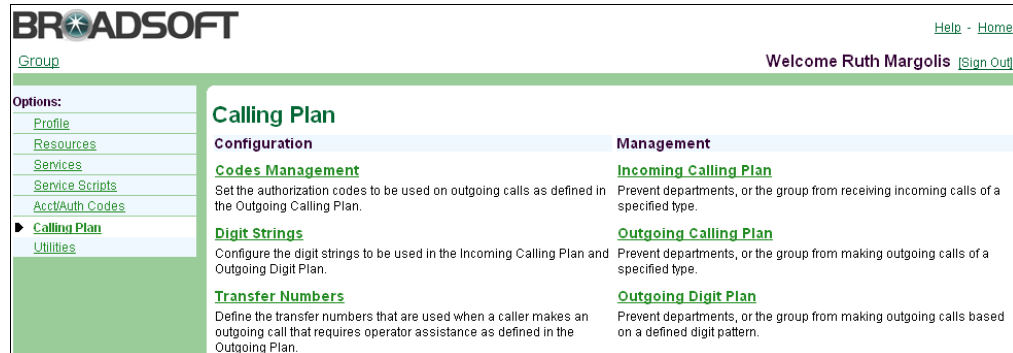 BROADSOFT
Help - Home
Group
Welcome Ruth Margolis [Sign Out]
Options:
Profile
Resources
Services
Service Scripts
Acct/Auth Codes
Calling Plan
Utilities
Calling Plan
Configuration
Codes Management
Set the authorization codes to be used on outgoing calls as defined in
the Outgoing Calling Plan.
Digit Strings
Configure the digit strings to be used in the Incoming Calling Plan and
Outgoing Digit Plan.
Transfer Numbers
Define the transfer numbers that are used when a caller makes an
outgoing call that requires operator assistance as defined in the
Outgoing Plan.
Management
Incoming Calling Plan
Prevent departments, or the group from receiving incoming calls of a
specified type.
Outgoing Calling Plan
Prevent departments, or the group from making outgoing calls of a
specified type.
Outgoing Digit Plan
Prevent departments, or the group from making outgoing calls based
on a defined digit pattern.